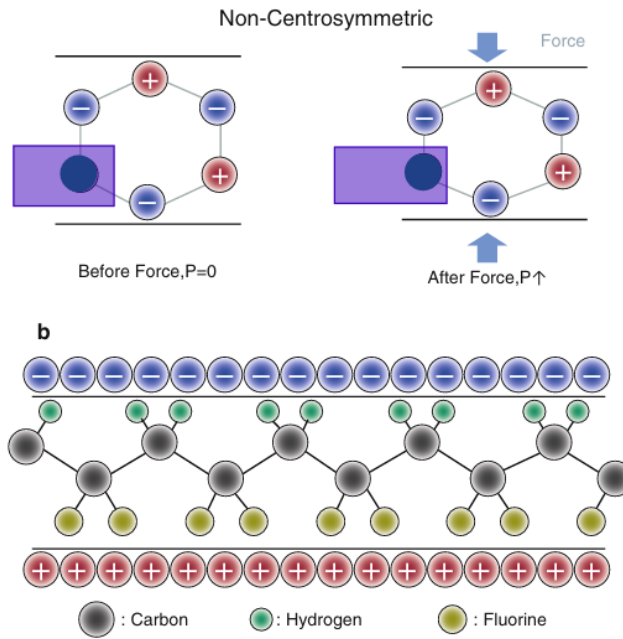 Non-Centrosymmetric
Force
+ +
− − − −
+ +
− −
Before Force,P=0
After Force,P↑
b
− − − − − − − − − − − − − − − −
+ + + + + + + + + + + + + + + +
: Carbon : Hydrogen : Fluorine